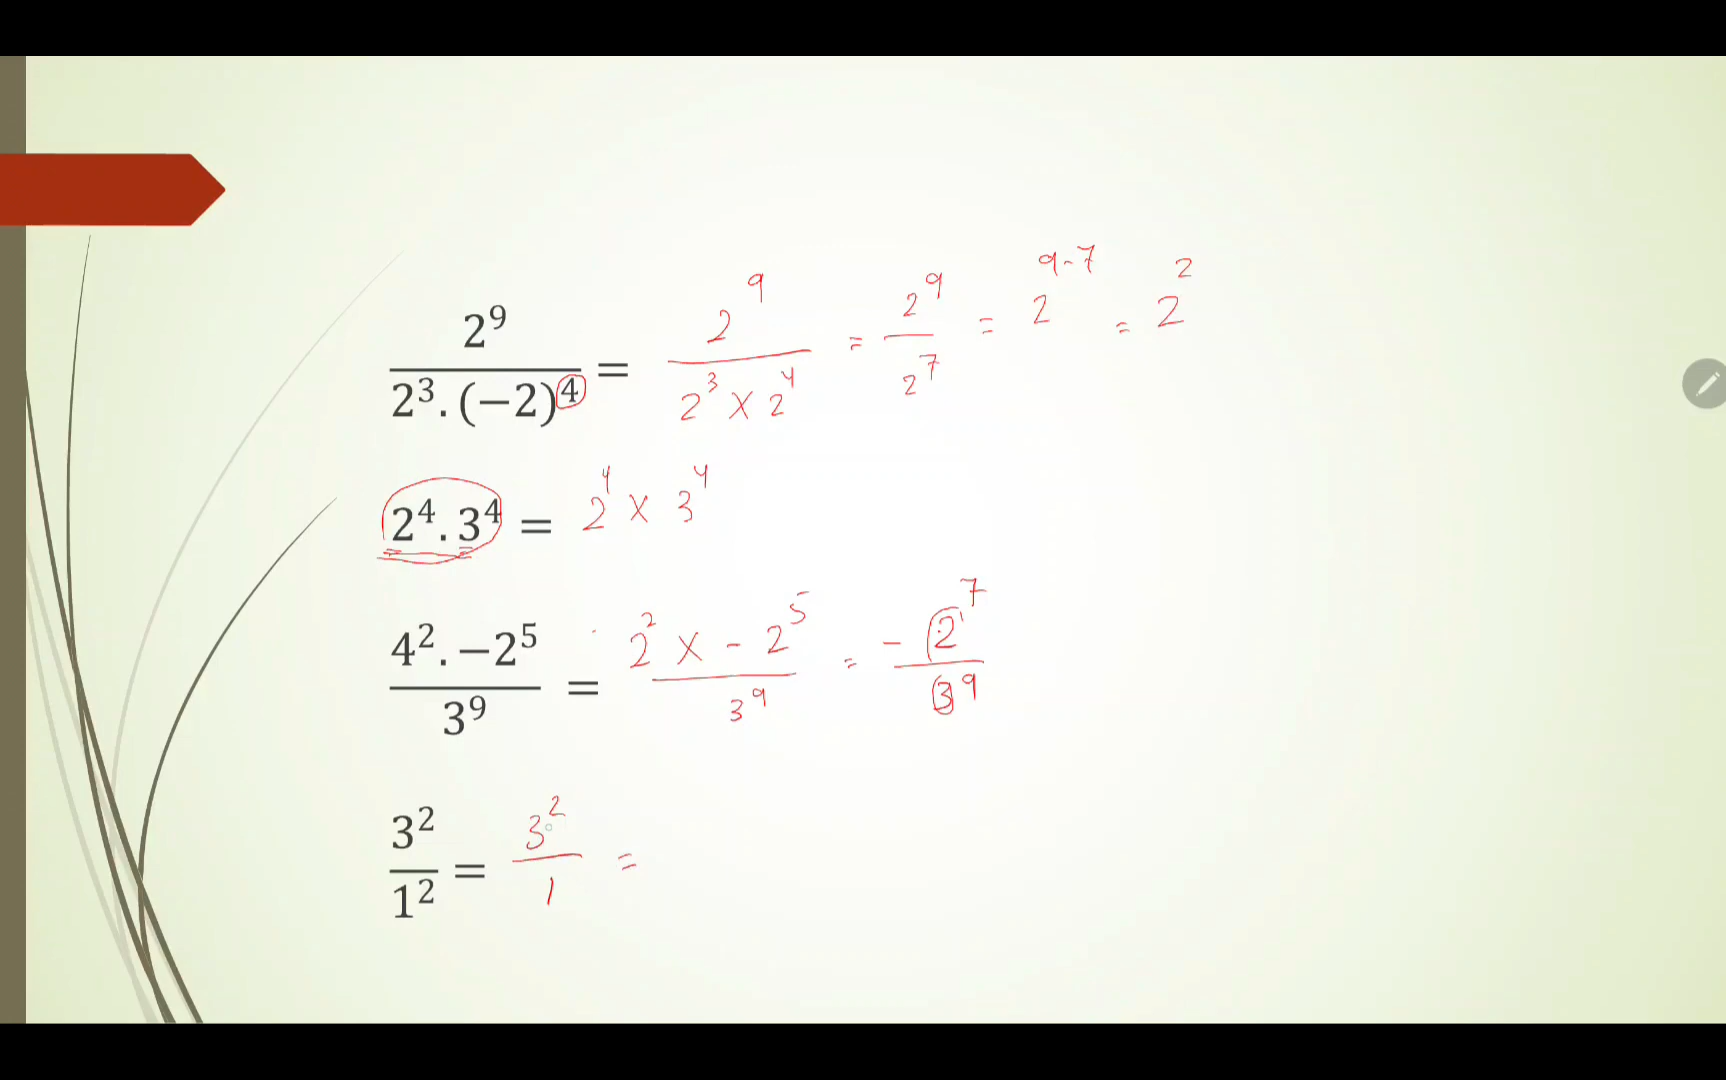 2⁹/(2³.(−2)⁴) = 2⁹/(2³ x 2⁴) = 2⁹/2⁷ = 2⁹⁻⁷ = 2²
2⁴.3⁴ = 2⁴ x 3⁴
(4².−2⁵)/3⁹ = (2² x - 2⁵)/3⁹ = - 2⁷/3⁹
3²/1² = 3²/1 =